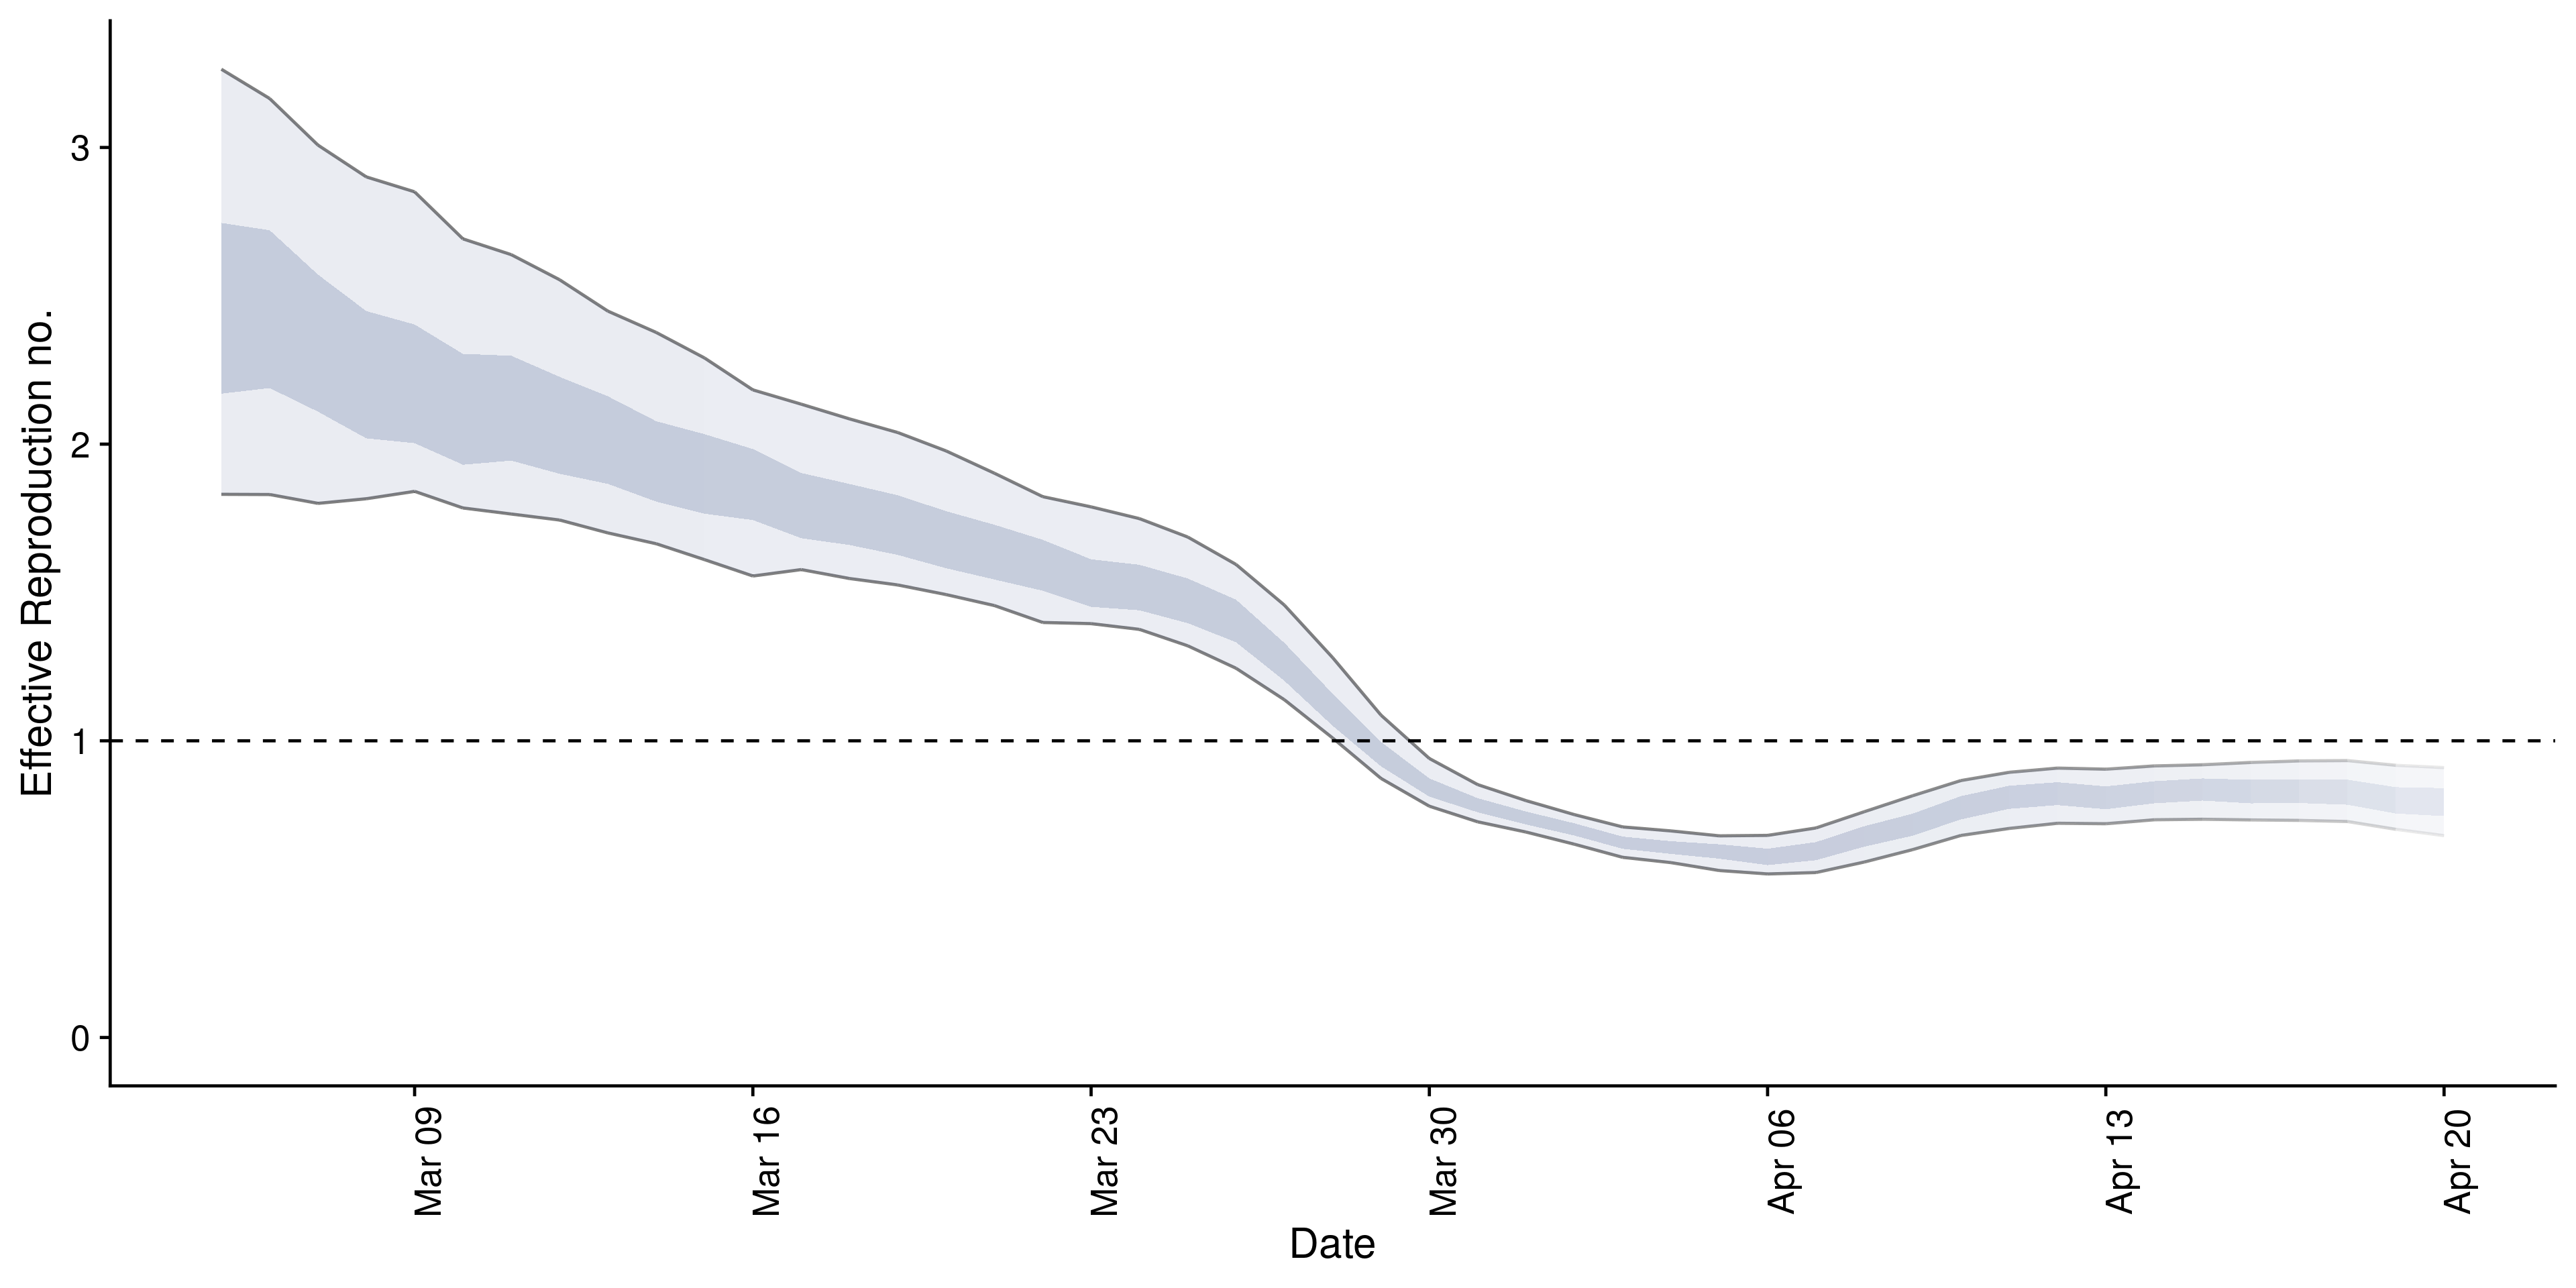 Effective Reproduction no.
3
2
1
0
Mar 09
Mar 16
Mar 23
Mar 30
Apr 06
Apr 13
Apr 20
Date